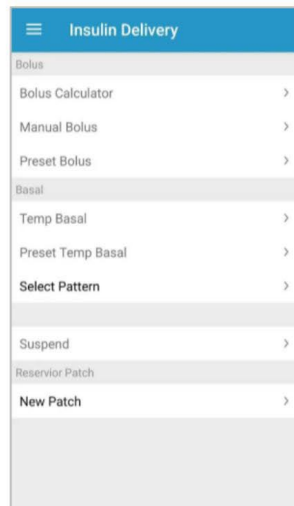 Insulin Delivery
Bolus
Bolus Calculator
Manual Bolus
Preset Bolus
Basal
Temp Basal
Preset Temp Basal
Select Pattern
Suspend
Reservior Patch
New Patch